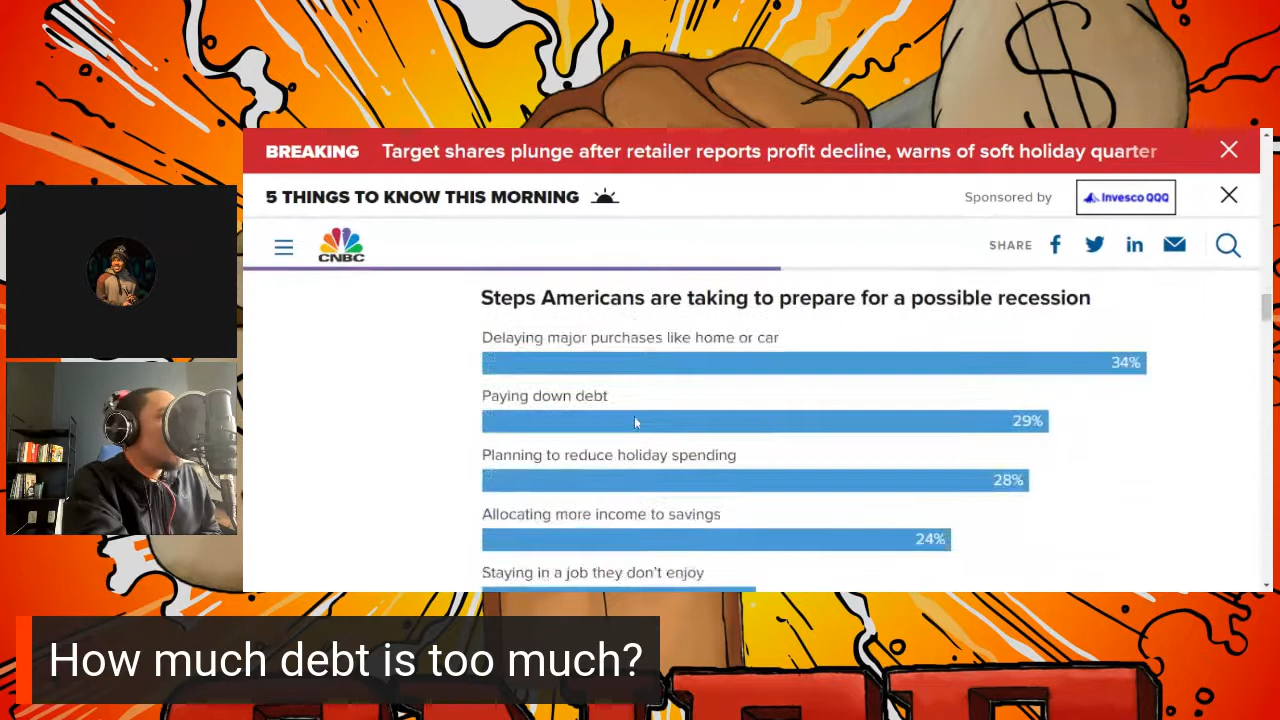 $
BREAKING Target shares plunge after retailer reports profit decline, warns of soft holiday quarter
5 THINGS TO KNOW THIS MORNING Sponsored by Invesco QQQ
CNBC SHARE
Steps Americans are taking to prepare for a possible recession
Delaying major purchases like home or car
34%
Paying down debt
29%
Planning to reduce holiday spending
28%
Allocating more income to savings
24%
Staying in a job they don't enjoy
How much debt is too much?